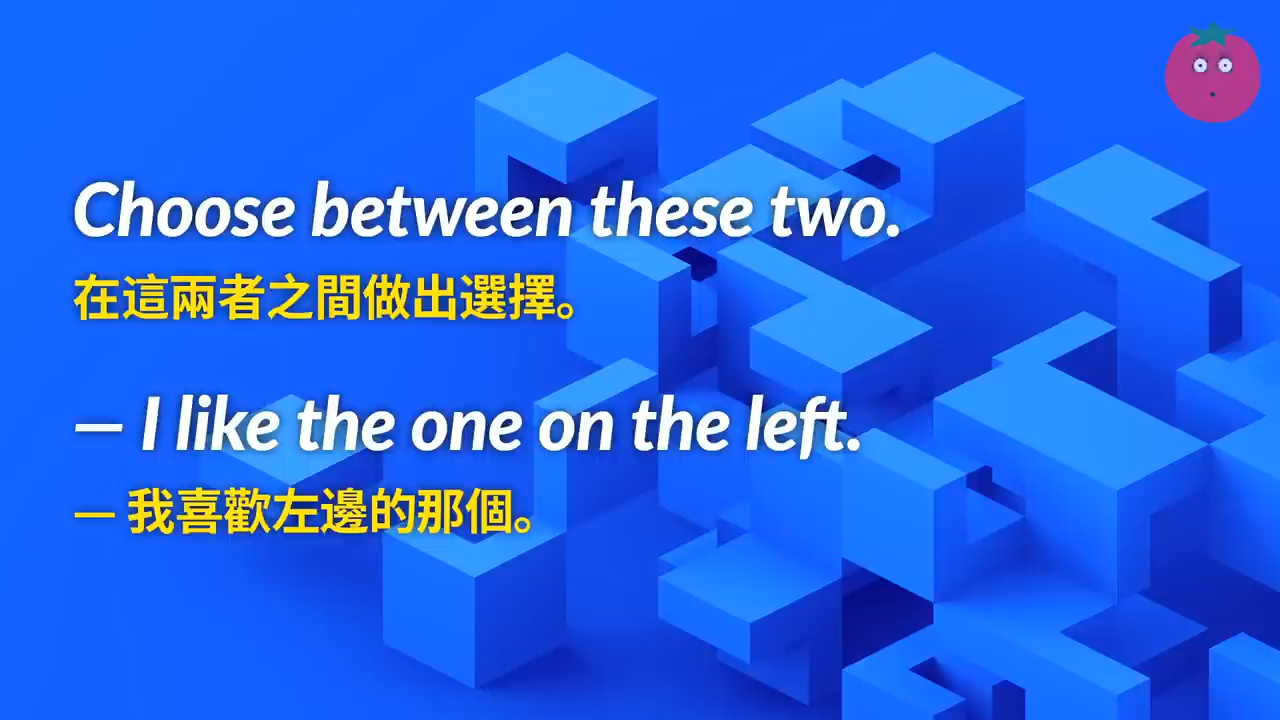 Choose between these two.
在這兩者之間做出選擇。
— I like the one on the left.
— 我喜歡左邊的那個。